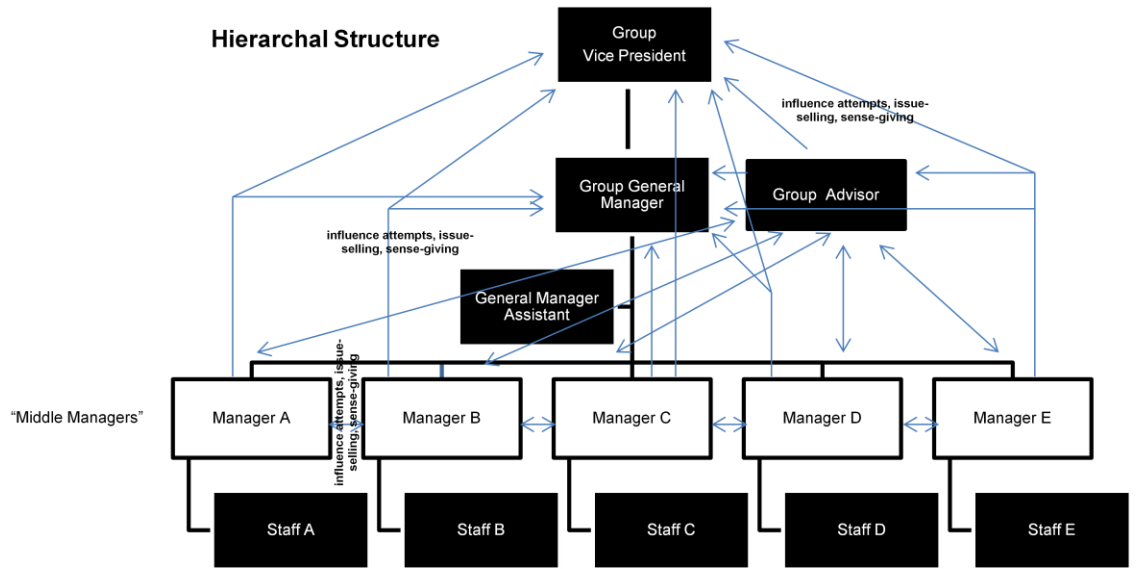 Hierarchal Structure
Group
Vice President
influence attempts, issue-
selling, sense-giving
Group General
Manager
Group Advisor
influence attempts, issue-
selling, sense-giving
General Manager
Assistant
influence attempts, issue-
selling, sense-giving
“Middle Managers”
Manager A
Manager B
Manager C
Manager D
Manager E
Staff A
Staff B
Staff C
Staff D
Staff E